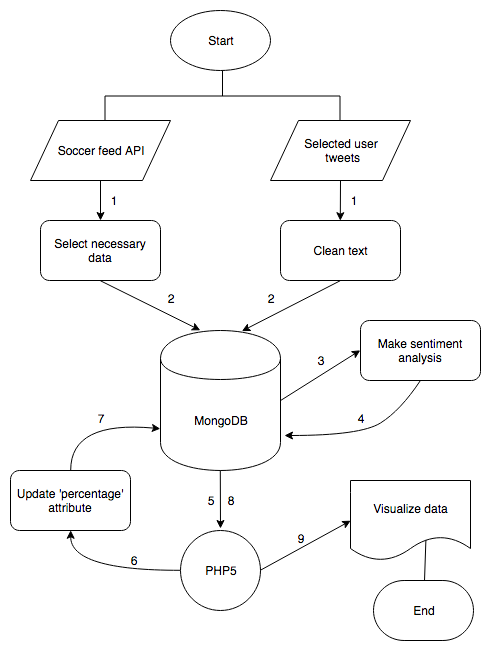 Start
Soccer feed API
Selected user
tweets
1
1
Select necessary
data
Clean text
2
2
3
Make sentiment
analysis
MongoDB
4
7
Update 'percentage'
attribute
5 8
Visualize data
9
6
PHP5
End